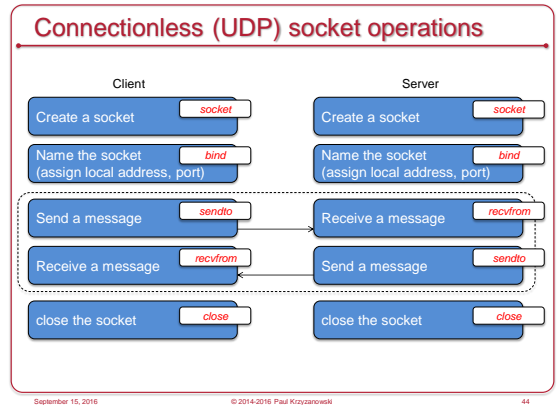 Connectionless (UDP) socket operations
Client
Server
Create a socket
socket
Create a socket
socket
Name the socket
(assign local address, port)
bind
Name the socket
(assign local address, port)
bind
Send a message
sendto
Receive a message
recvfrom
Receive a message
recvfrom
Send a message
sendto
close the socket
close
close the socket
close
September 15, 2016
© 2014-2016 Paul Krzyzanowski
44